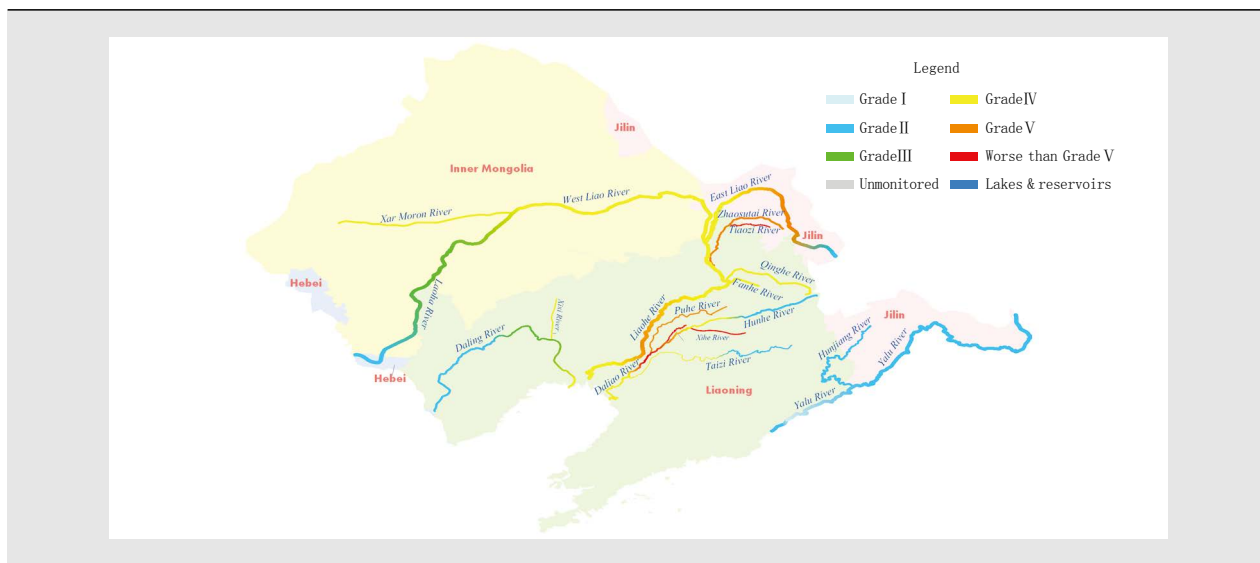 Legend
Grade Ⅰ
GradeⅣ
GradeⅡ
GradeⅤ
GradeⅢ
Worse than Grade Ⅴ
Unmonitored
Lakes & reservoirs
Jilin
Inner Mongolia
East Liao River
West Liao River
Xar Moron River
Zhaosutai River
Tiaozi River
Jilin
Qinghe River
Hebei
Laoha River
Fanhe River
Liaohe River
Puhe River
Hunhe River
Xihe River
Daling River
Jilin
Hunjiang River
Yalu River
Taizi River
Hebei
Daliao River
Liaoning
Yalu River